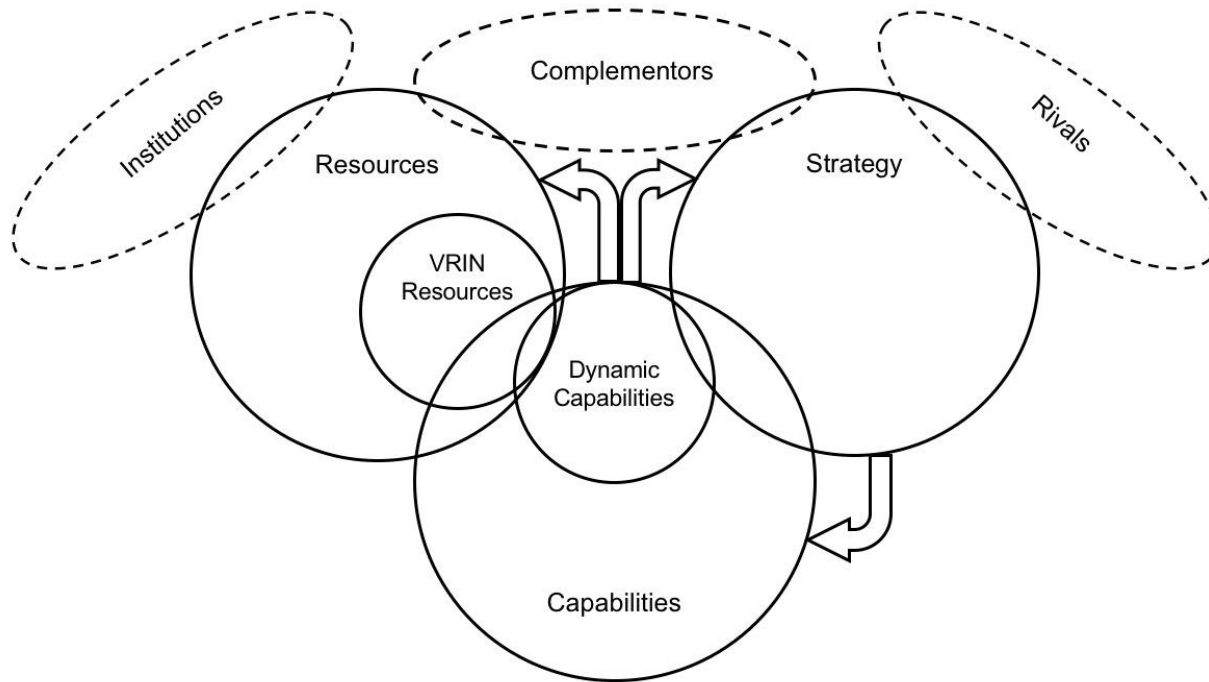 Institutions
Complementors
Rivals
Resources
Strategy
VRIN
Resources
Dynamic
Capabilities
Capabilities